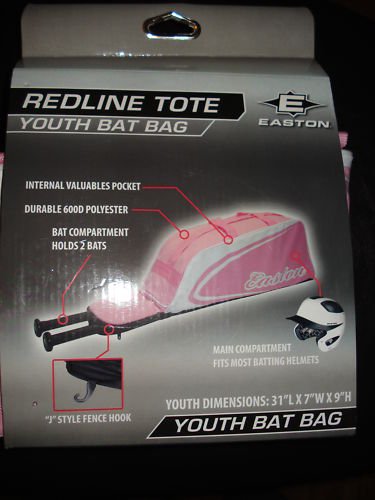 REDLINE TOTE
YOUTH BAT BAG
E
EASTON
INTERNAL VALUABLES POCKET
DURABLE 600D POLYESTER
BAT COMPARTMENT
HOLDS 2 BATS
Easton
MAIN COMPARTMENT
FITS MOST BATTING HELMETS
"J" STYLE FENCE HOOK
YOUTH DIMENSIONS: 31"L X 7"W X 9"H
YOUTH BAT BAG